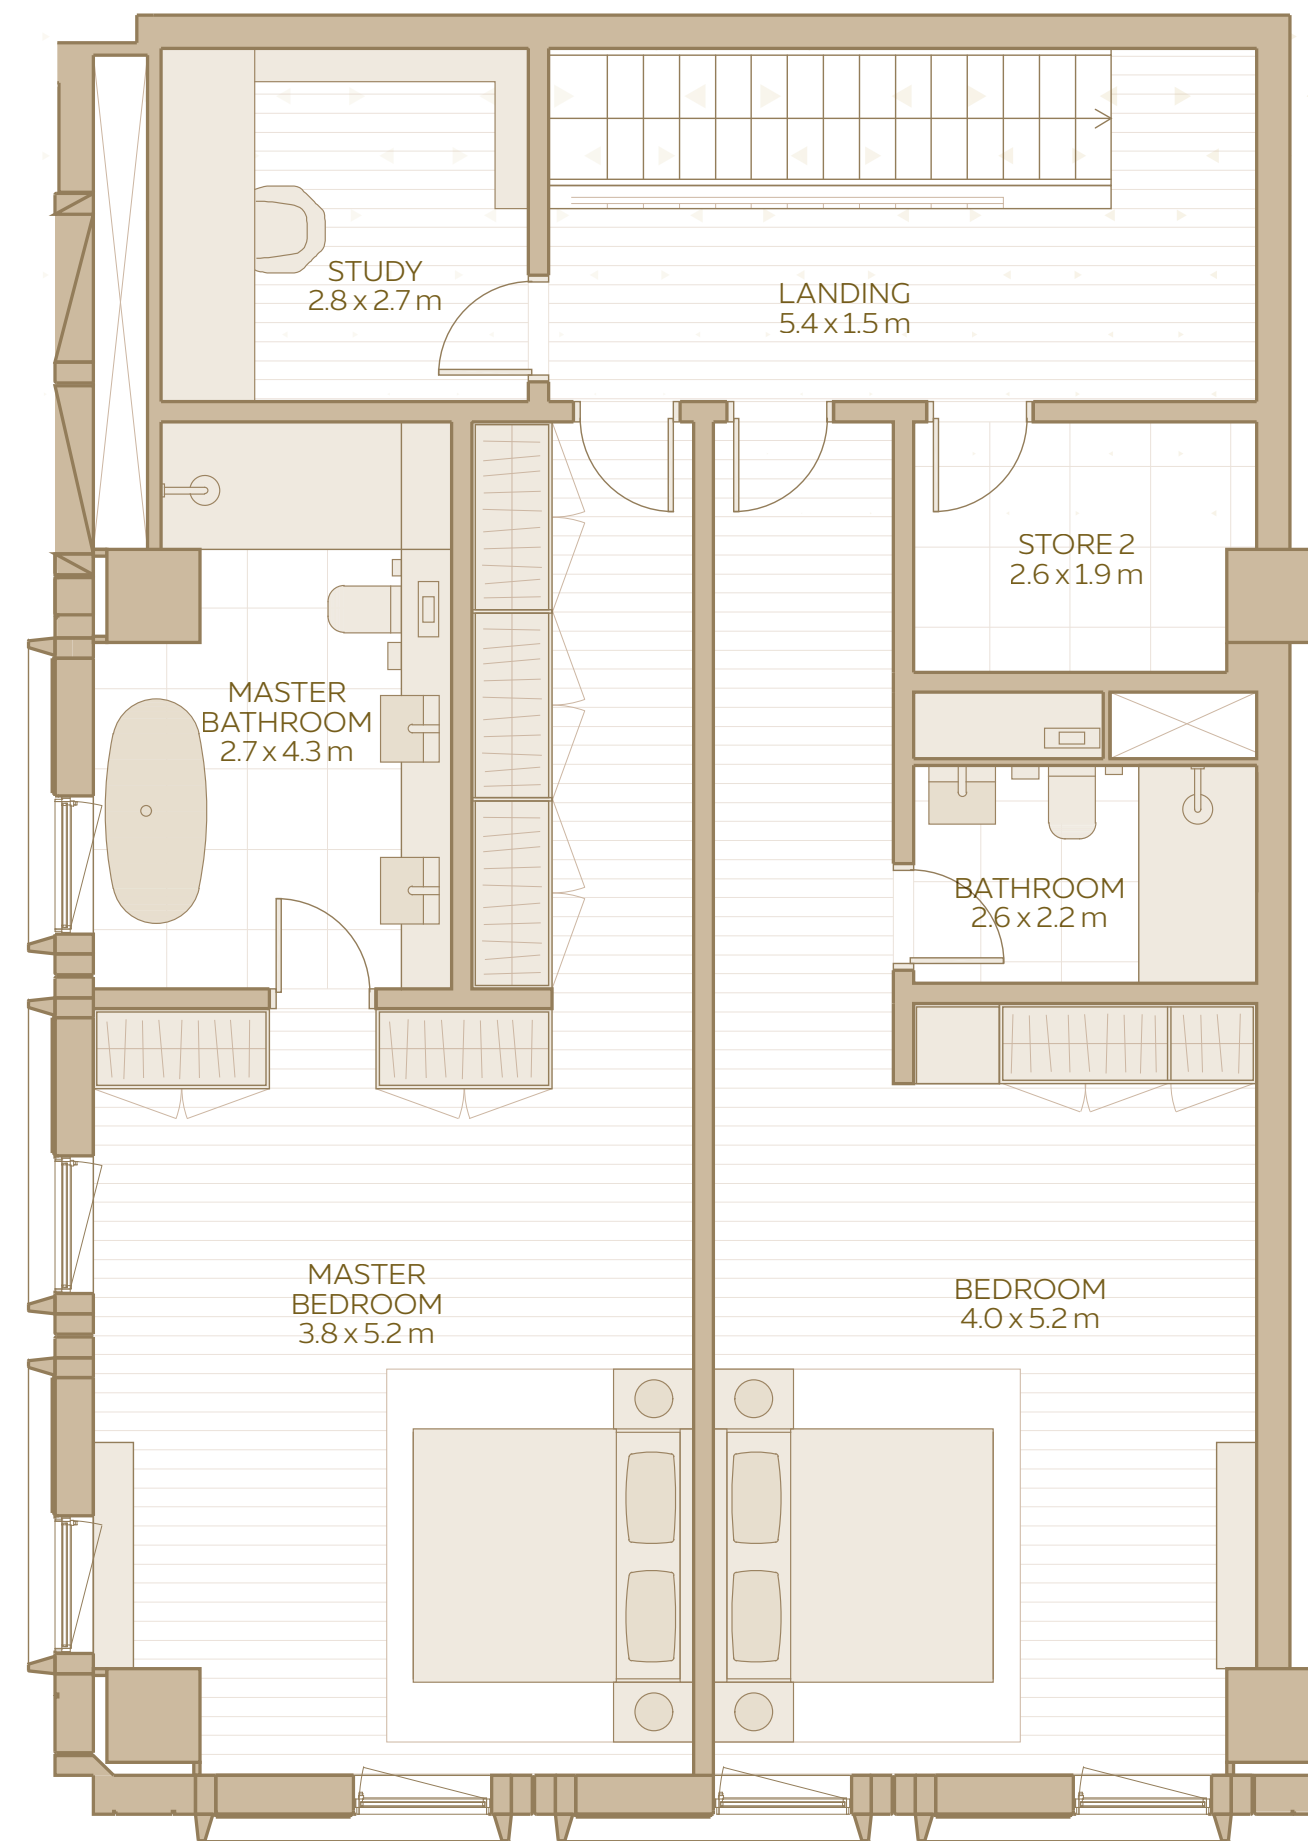 STUDY
2.8 x 2.7 m
LANDING
5.4 x 1.5 m
STORE 2
2.6 x 1.9 m
MASTER
BATHROOM
2.7 x 4.3 m
BATHROOM
2.6 x 2.2 m
MASTER
BEDROOM
3.8 x 5.2 m
BEDROOM
4.0 x 5.2 m